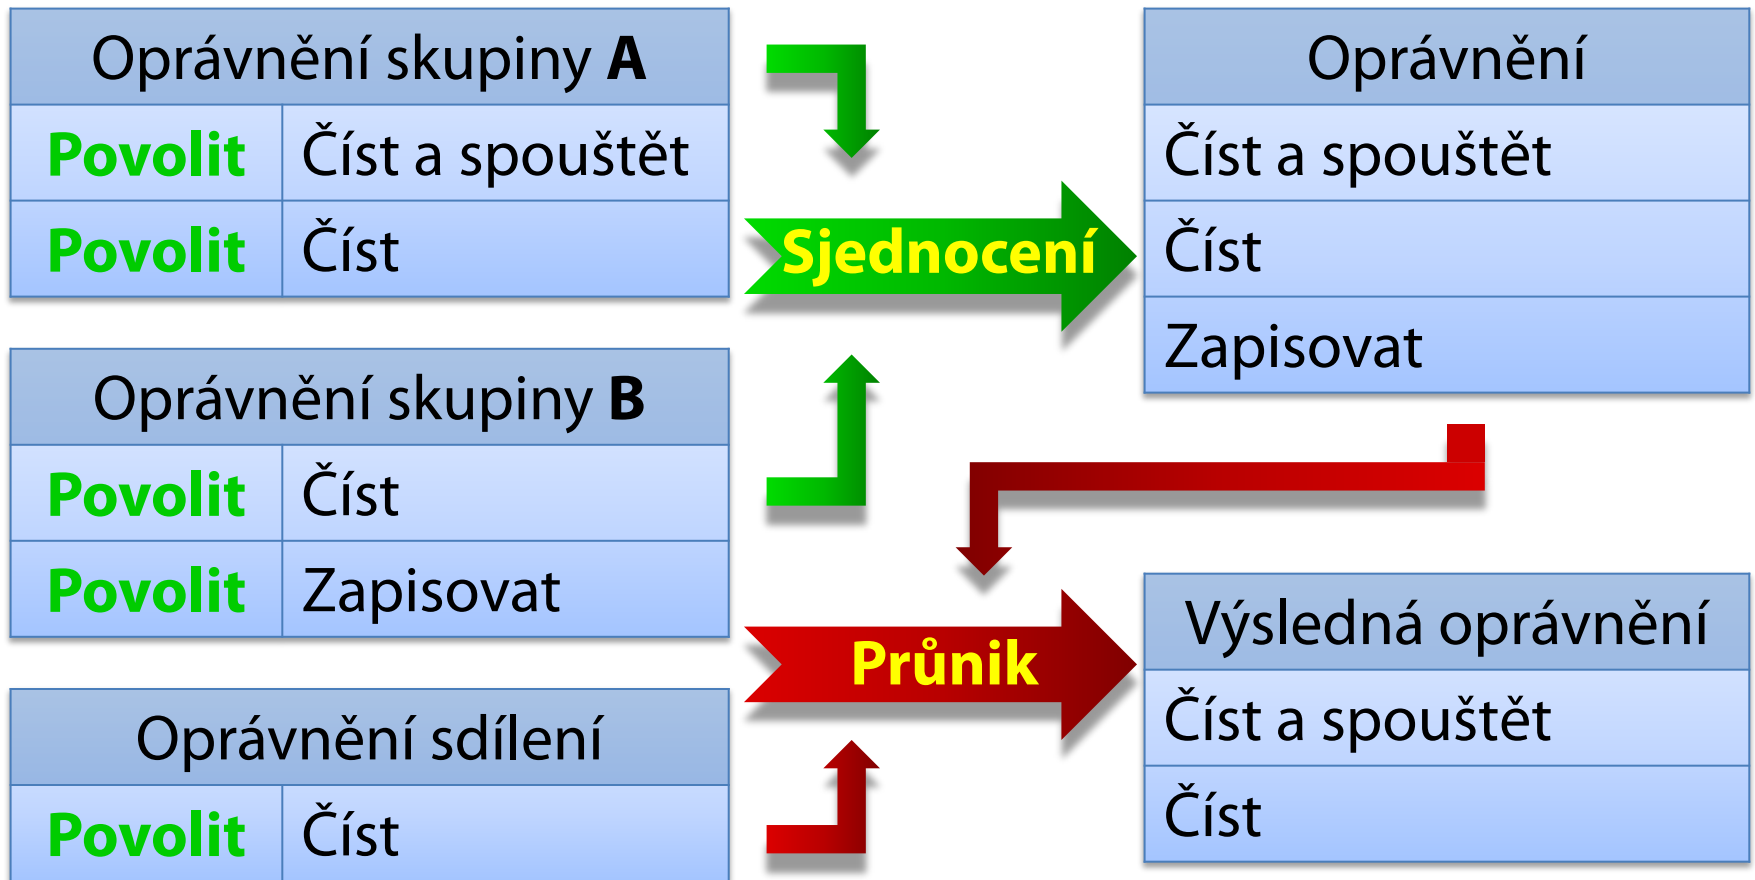 Oprávnění skupiny A
Povolit Číst a spouštět
Povolit Číst
Oprávnění skupiny B
Povolit Číst
Povolit Zapisovat
Oprávnění sdílení
Povolit Číst
Sjednocení
Průnik
Oprávnění
Číst a spouštět
Číst
Zapisovat
Výsledná oprávnění
Číst a spouštět
Číst